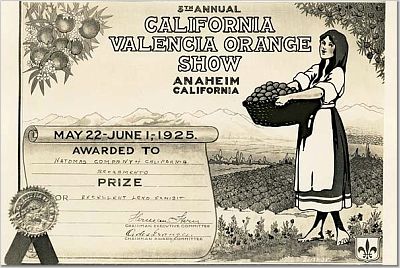 5TH ANNUAL
CALIFORNIA
VALENCIA ORANGE
SHOW
ANAHEIM
CALIFORNIA
MAY 22-JUNE 1, 1925.
AWARDED TO
NATOMAS COMPANY of CALIFORNIA
SACRAMENTO
PRIZE
FOR EXCELLENT LAND EXHIBIT
CHAIRMAN EXECUTIVE COMMITTEE
CHAIRMAN AWARD COMMITTEE